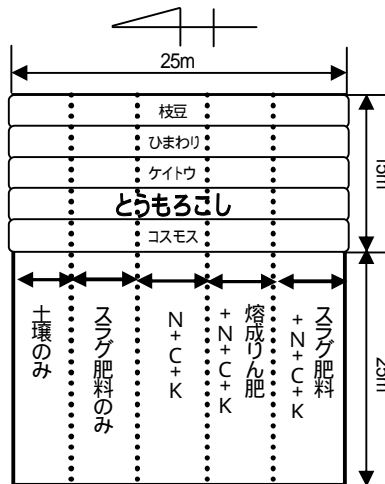 25m
枝豆
ひまわり
ケイトウ
とうもろこし
コスモス
15m
土壌のみ
スラグ肥料のみ
N+C+K
熔成りん肥
+N+C+K
スラグ肥料
+N+C+K
25m